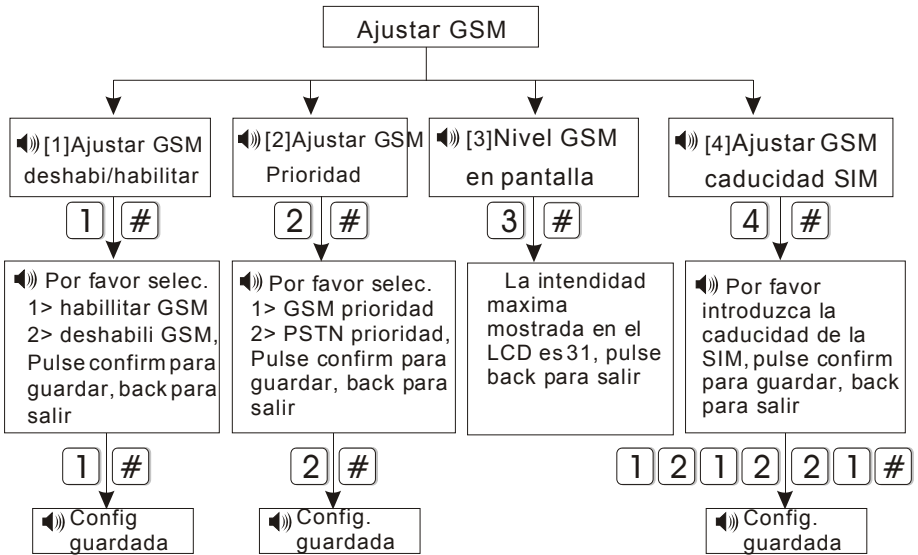 Ajustar GSM
[1]Ajustar GSM
deshabi/habilitar
[2]Ajustar GSM
Prioridad
[3]Nivel GSM
en pantalla
[4]Ajustar GSM
caducidad SIM
1 #
2 #
3 #
4 #
Por favor selec.
1> habillitar GSM
2> deshabili GSM,
Pulse confirm para
guardar, back para
salir
Por favor selec.
1> GSM prioridad
2> PSTN prioridad,
Pulse confirm para
guardar, back para
salir
La intendidad
maxima
mostrada en el
LCD es 31, pulse
back para salir
Por favor
introduzca la
caducidad de la
SIM, pulse confirm
para guardar, back
para salir
1 #
2 #
1 2 1 2 2 1 #
Config
guardada
Config.
guardada
Config.
guardada